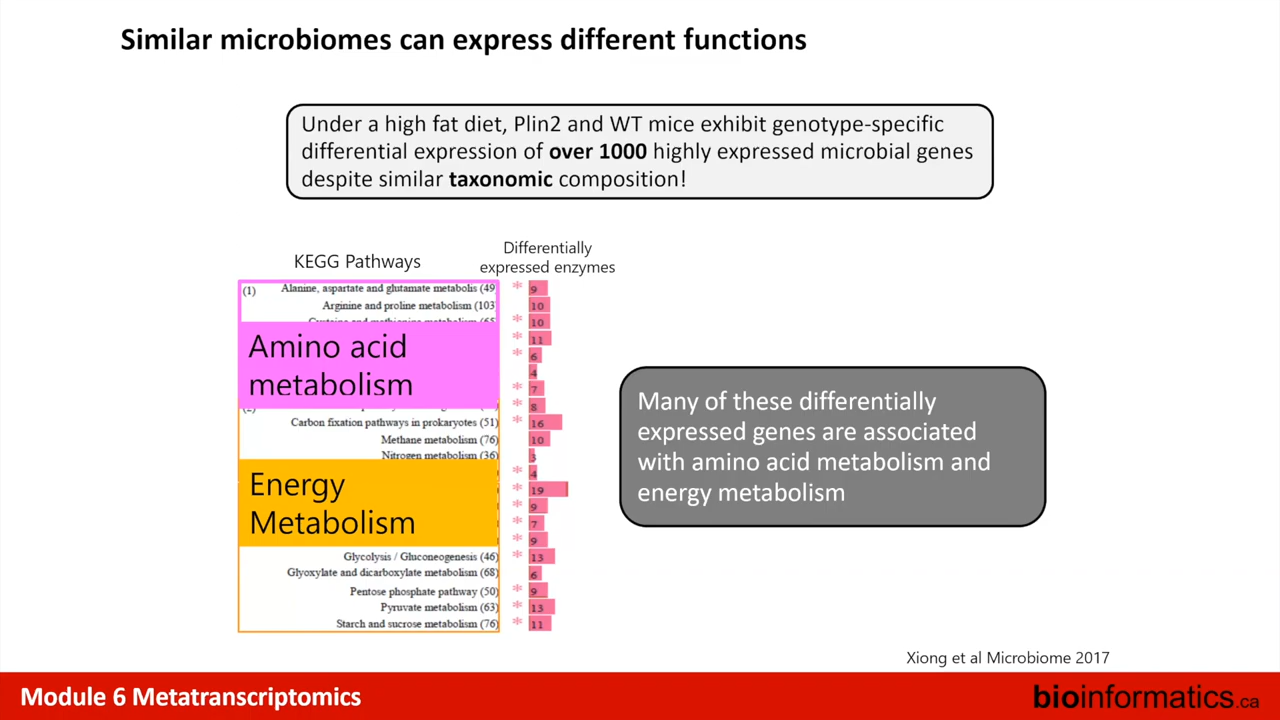 Similar microbiomes can express different functions
Under a high fat diet, Plin2 and WT mice exhibit genotype-specific
differential expression of over 1000 highly expressed microbial genes
despite similar taxonomic composition!
KEGG Pathways
Differentially
expressed enzymes
(1) Alanine, aspartate and glutamate metabolis (49 * 9
Arginine and proline metabolism (103 10
* 10
Amino acid
metabolism
* 11
* 6
4
* 7
* 8
Carbon fixation pathways in prokaryotes (51) * 16
Methane metabolism (76) 10
Nitrogen metabolism (36) 3
Energy
Metabolism
* 4
* 19
* 9
* 7
* 9
Glycolysis / Gluconeogenesis (46) * 13
Glyoxylate and dicarboxylate metabolism (68) 6
Pentose phosphate pathway (50) * 9
Pyruvate metabolism (63) * 13
Starch and sucrose metabolism (76) * 11
Many of these differentially
expressed genes are associated
with amino acid metabolism and
energy metabolism
Xiong et al Microbiome 2017
Module 6 Metatranscriptomics
bioinformatics.ca